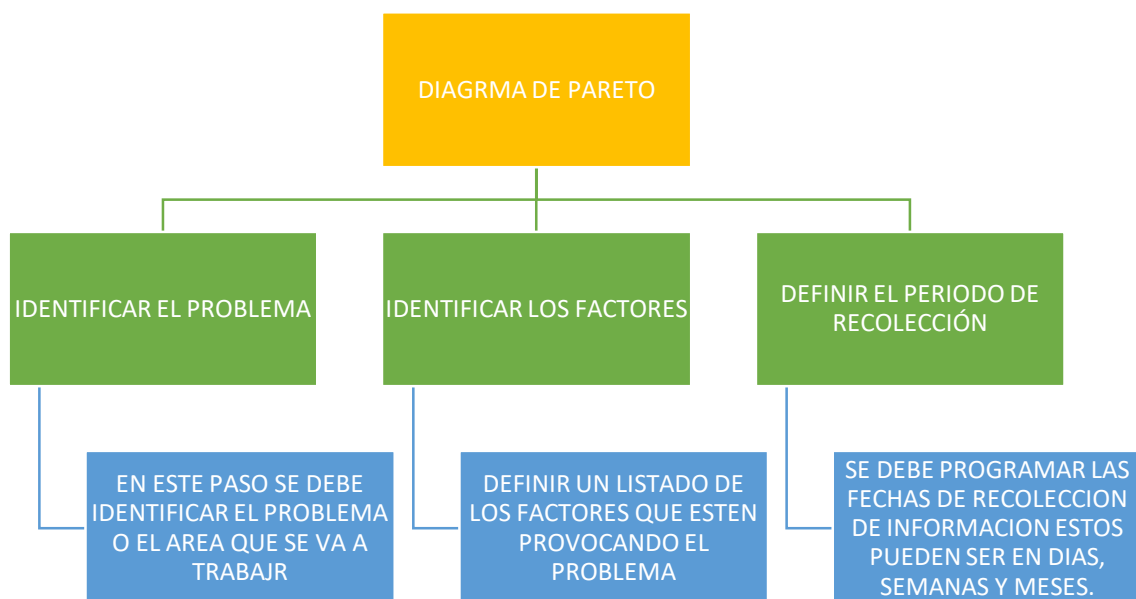 DIAGRMA DE PARETO
IDENTIFICAR EL PROBLEMA
IDENTIFICAR LOS FACTORES
DEFINIR EL PERIODO DE
RECOLECCIÓN
EN ESTE PASO SE DEBE
IDENTIFICAR EL PROBLEMA
O EL AREA QUE SE VA A
TRABAJR
DEFINIR UN LISTADO DE
LOS FACTORES QUE ESTEN
PROVOCANDO EL
PROBLEMA
SE DEBE PROGRAMAR LAS
FECHAS DE RECOLECCION
DE INFORMACION ESTOS
PUEDEN SER EN DIAS,
SEMANAS Y MESES.